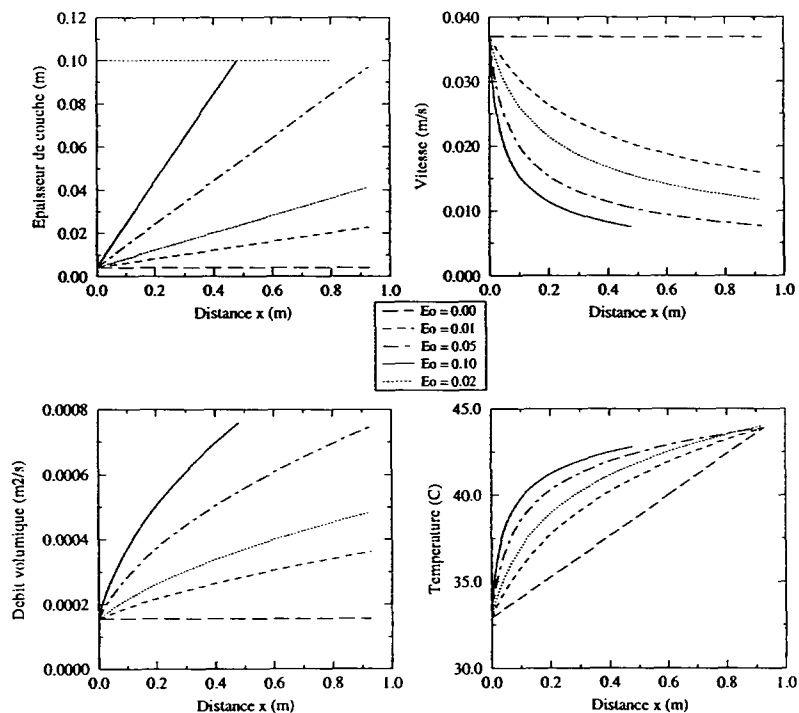 0.12
0.10
0.08
0.06
0.04
0.02
0.00
Epaisseur de couche (m)
0.0 0.2 0.4 0.6 0.8 1.0
Distance x (m)
0.040
0.030
0.020
0.010
0.000
Vitesse (m/s)
0.0 0.2 0.4 0.6 0.8 1.0
Distance x (m)
Eo = 0.00
Eo = 0.01
Eo = 0.05
Eo = 0.10
Eo = 0.02
0.0008
0.0006
0.0004
0.0002
0.0000
Debit volumique (m2/s)
0.0 0.2 0.4 0.6 0.8 1.0
Distance x (m)
45.0
40.0
35.0
30.0
Temperature (C)
0.0 0.2 0.4 0.6 0.8 1.0
Distance x (m)